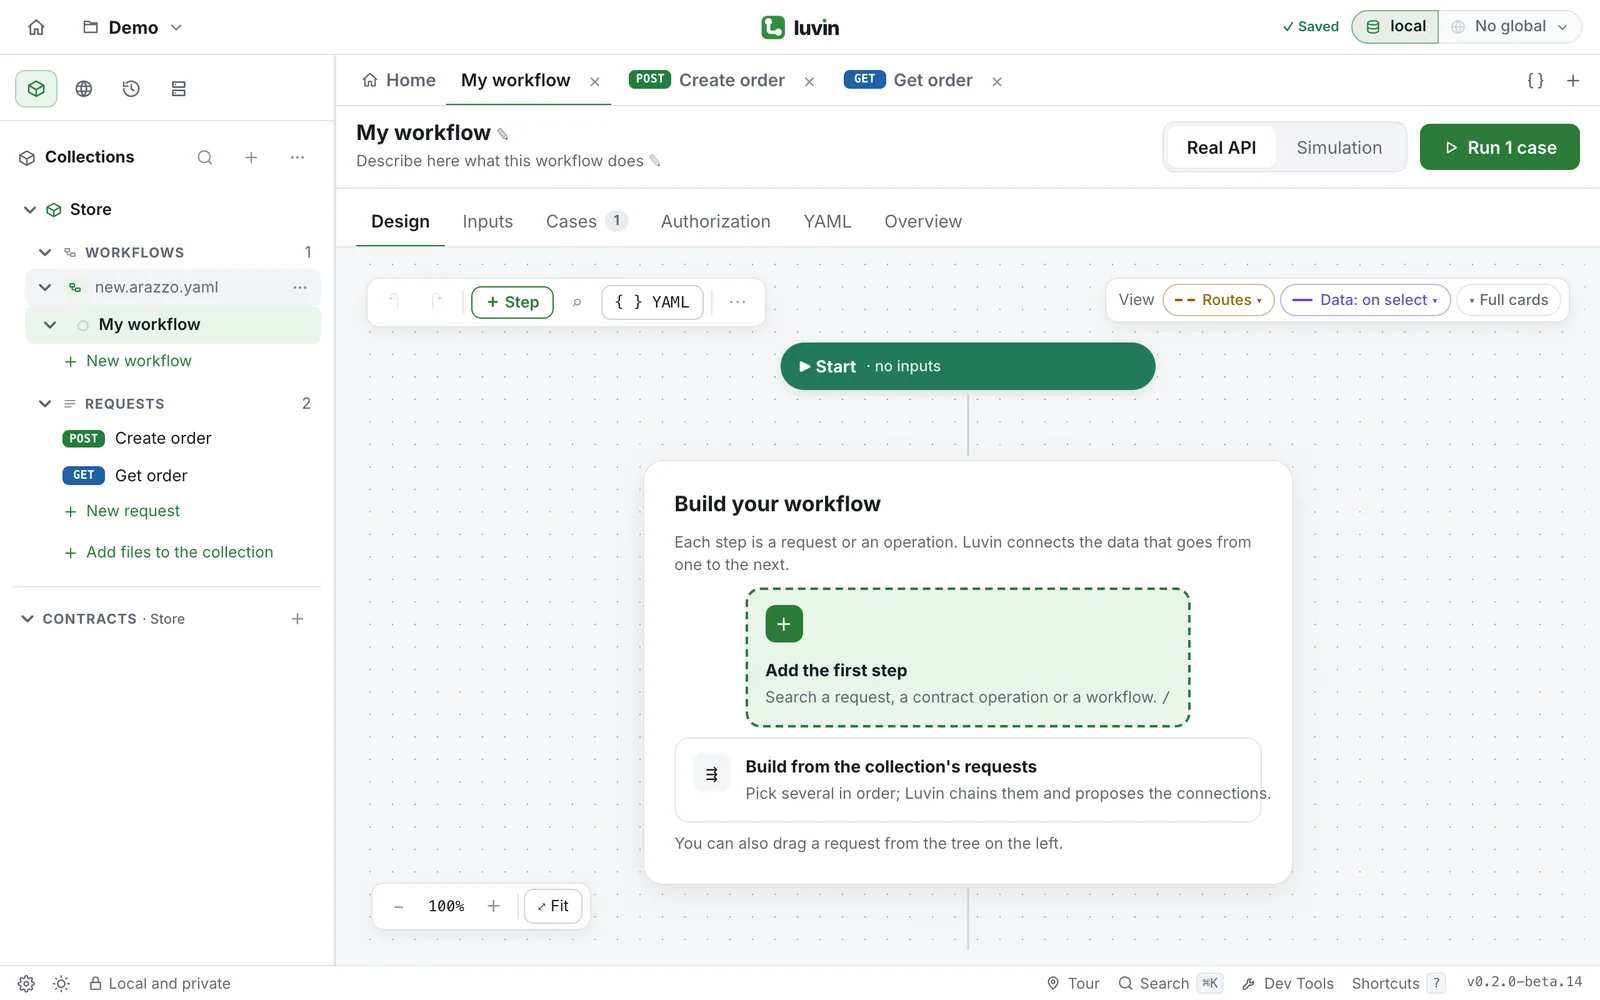 Demo
luvin
✓ Saved
local
No global
Home
My workflow
POST Create order
GET Get order
{ }
Collections
Store
WORKFLOWS 1
new.arazzo.yaml
My workflow
+ New workflow
REQUESTS 2
POST Create order
GET Get order
+ New request
+ Add files to the collection
CONTRACTS · Store
My workflow
Describe here what this workflow does
Real API
Simulation
Run 1 case
Design
Inputs
Cases 1
Authorization
YAML
Overview
+ Step
{ } YAML
View
Routes
Data: on select
Full cards
Start · no inputs
Build your workflow
Each step is a request or an operation. Luvin connects the data that goes from
one to the next.
Add the first step
Search a request, a contract operation or a workflow. /
Build from the collection's requests
Pick several in order; Luvin chains them and proposes the connections.
You can also drag a request from the tree on the left.
− 100% +
Fit
Local and private
Tour
Search ⌘K
Dev Tools
Shortcuts ?
v0.2.0-beta.14